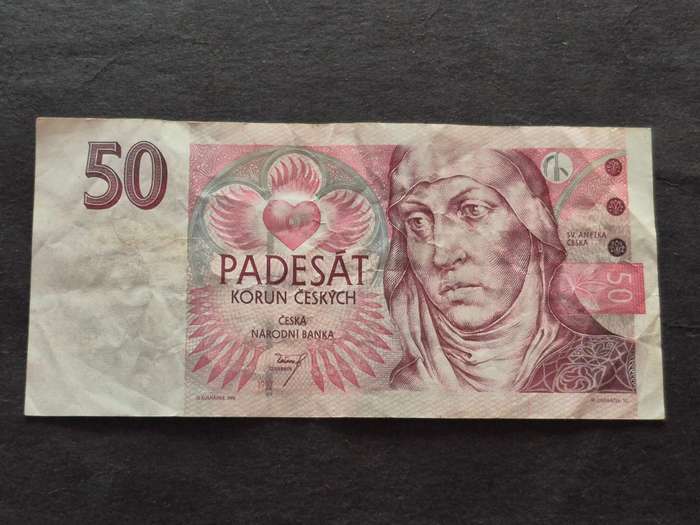 50
PADESÁT
KORUN ČESKÝCH
ČESKÁ
NÁRODNÍ BANKA
SV. ANEŽKA
ČESKÁ
50